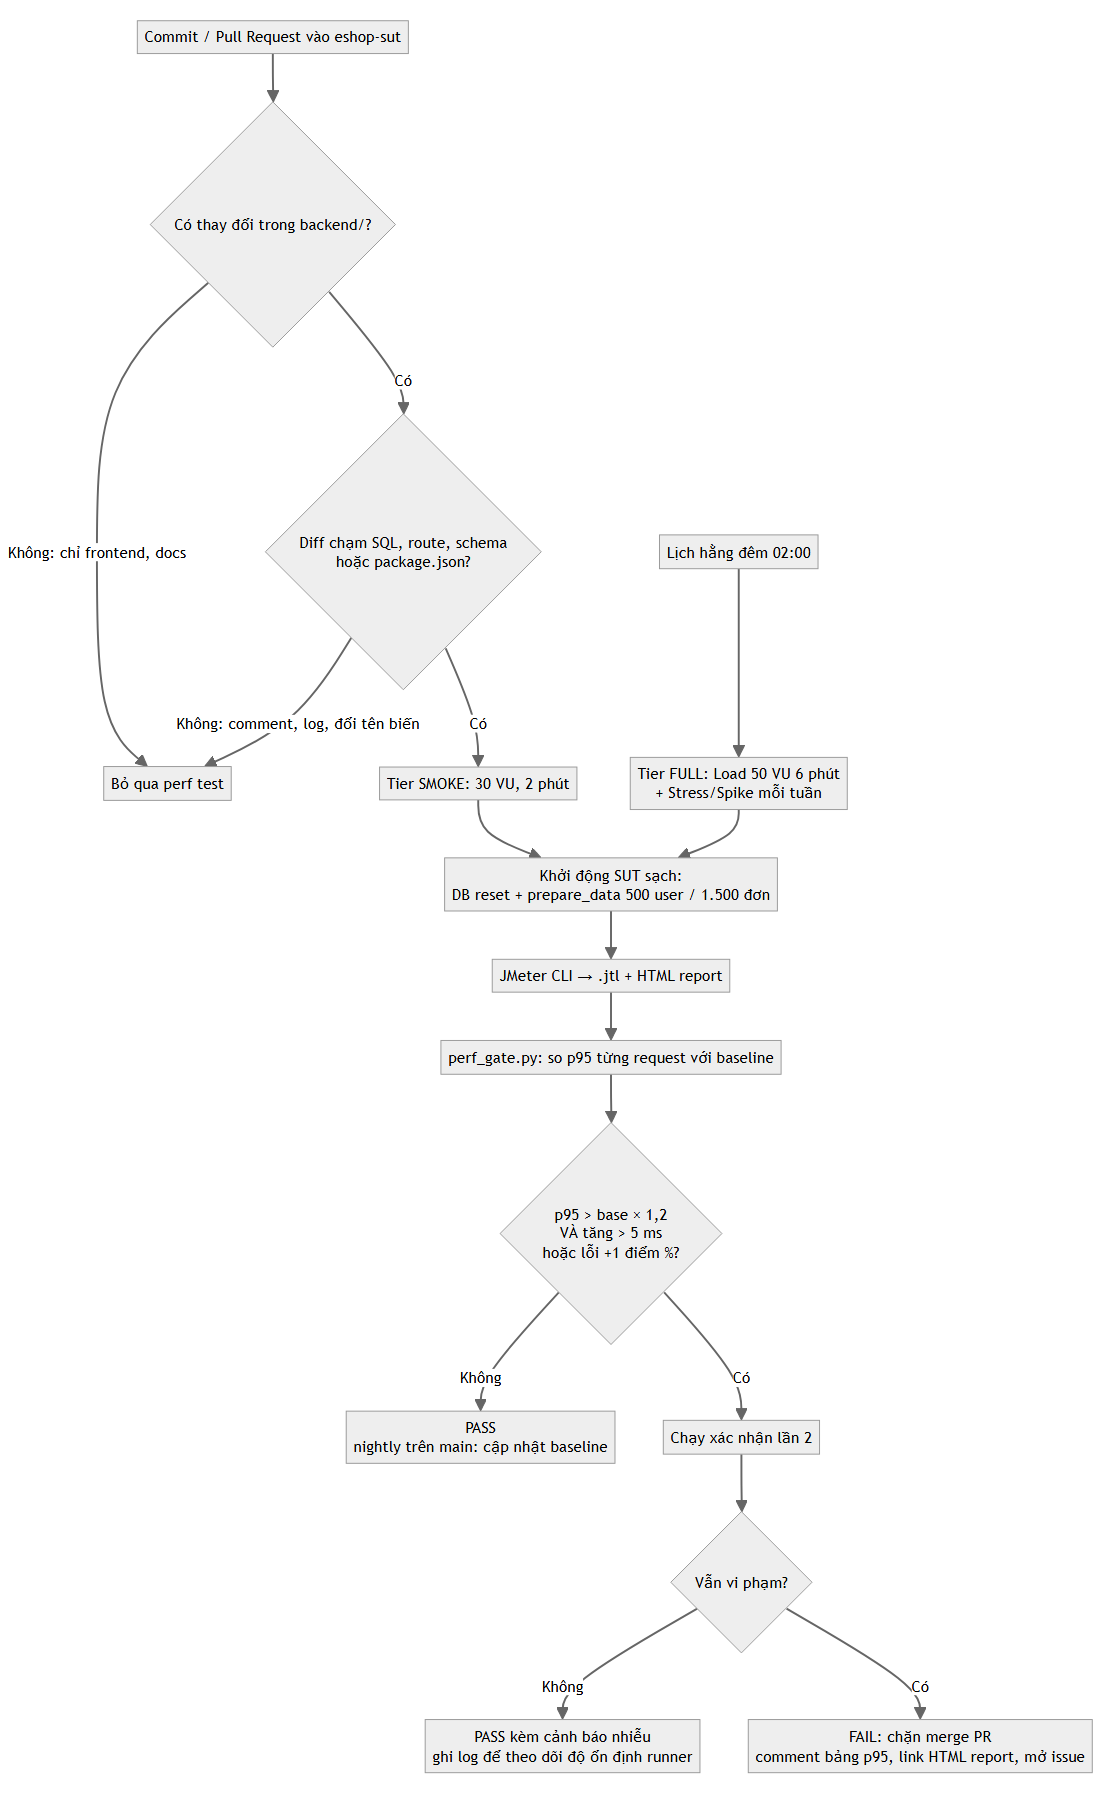 Commit / Pull Request vào eshop-sut
Có thay đổi trong backend/?
Có
Diff chạm SQL, route, schema
hoặc package.json?
Không: chỉ frontend, docs
Lịch hằng đêm 02:00
Không: comment, log, đổi tên biến
Có
Bỏ qua perf test
Tier SMOKE: 30 VU, 2 phút
Tier FULL: Load 50 VU 6 phút
+ Stress/Spike mỗi tuần
Khởi động SUT sạch:
DB reset + prepare_data 500 user / 1.500 đơn
JMeter CLI → .jtl + HTML report
perf_gate.py: so p95 từng request với baseline
p95 > base × 1,2
VÀ tăng > 5 ms
hoặc lỗi +1 điểm %?
Không
Có
PASS
nightly trên main: cập nhật baseline
Chạy xác nhận lần 2
Vẫn vi phạm?
Không
Có
PASS kèm cảnh báo nhiễu
ghi log để theo dõi độ ổn định runner
FAIL: chặn merge PR
comment bảng p95, link HTML report, mở issue